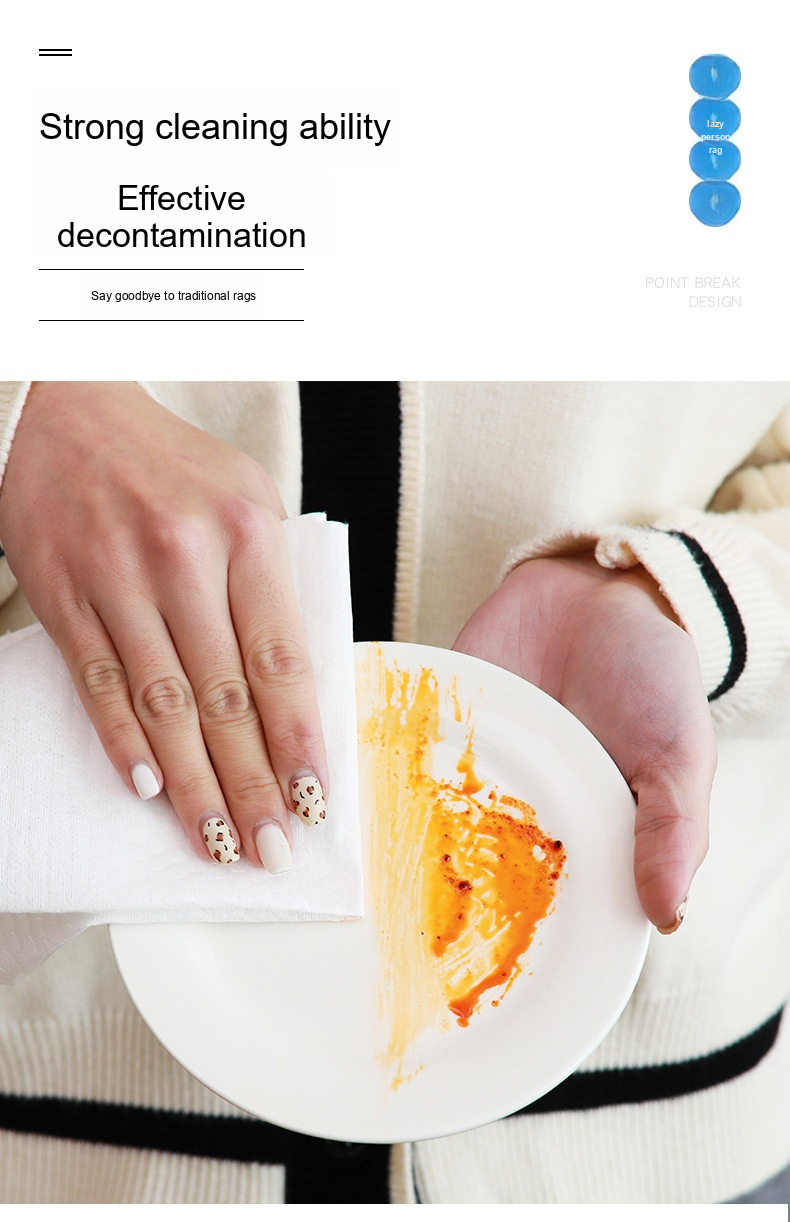 Strong cleaning ability
Effective
decontamination
Say goodbye to traditional rags
lazy
person
rag
POINT BREAK
DESIGN